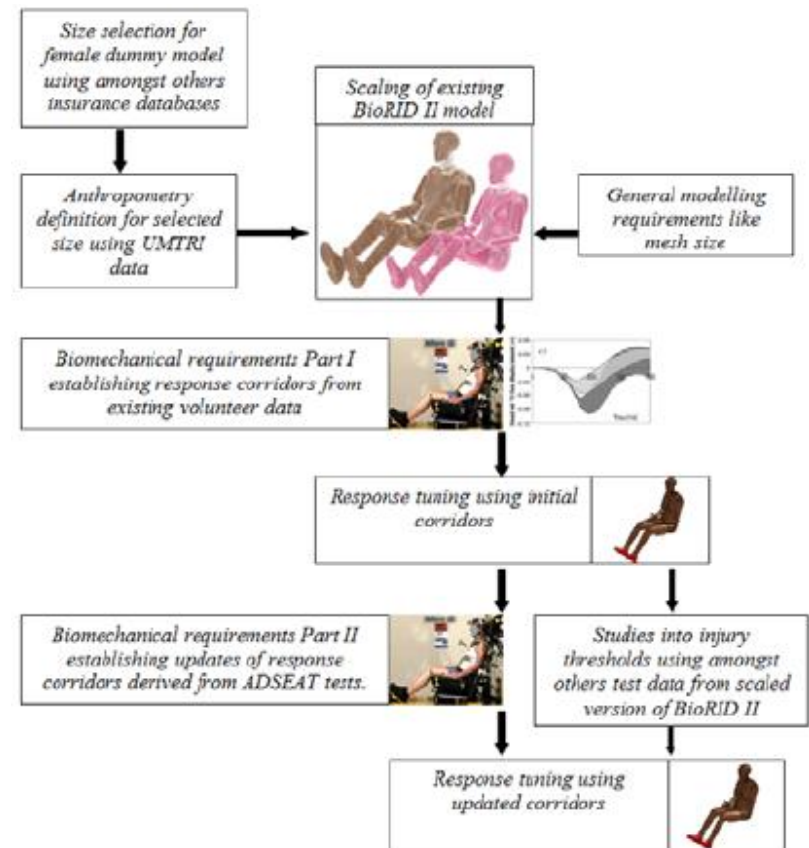 Size selection for
female dummy model
using amongst others
insurance databases
Scaling of existing
BioRID II model
Anthropometry
definition for selected
size using UMTRI
data
General modelling
requirements like
mesh size
Biomechanical requirements Part I
establishing response corridors from
existing volunteer data
Response tuning using initial
corridors
Biomechanical requirements Part II
establishing updates of response
corridors derived from ADSEAT tests.
Studies into injury
thresholds using amongst
others test data from scaled
version of BioRID II
Response tuning using
updated corridors